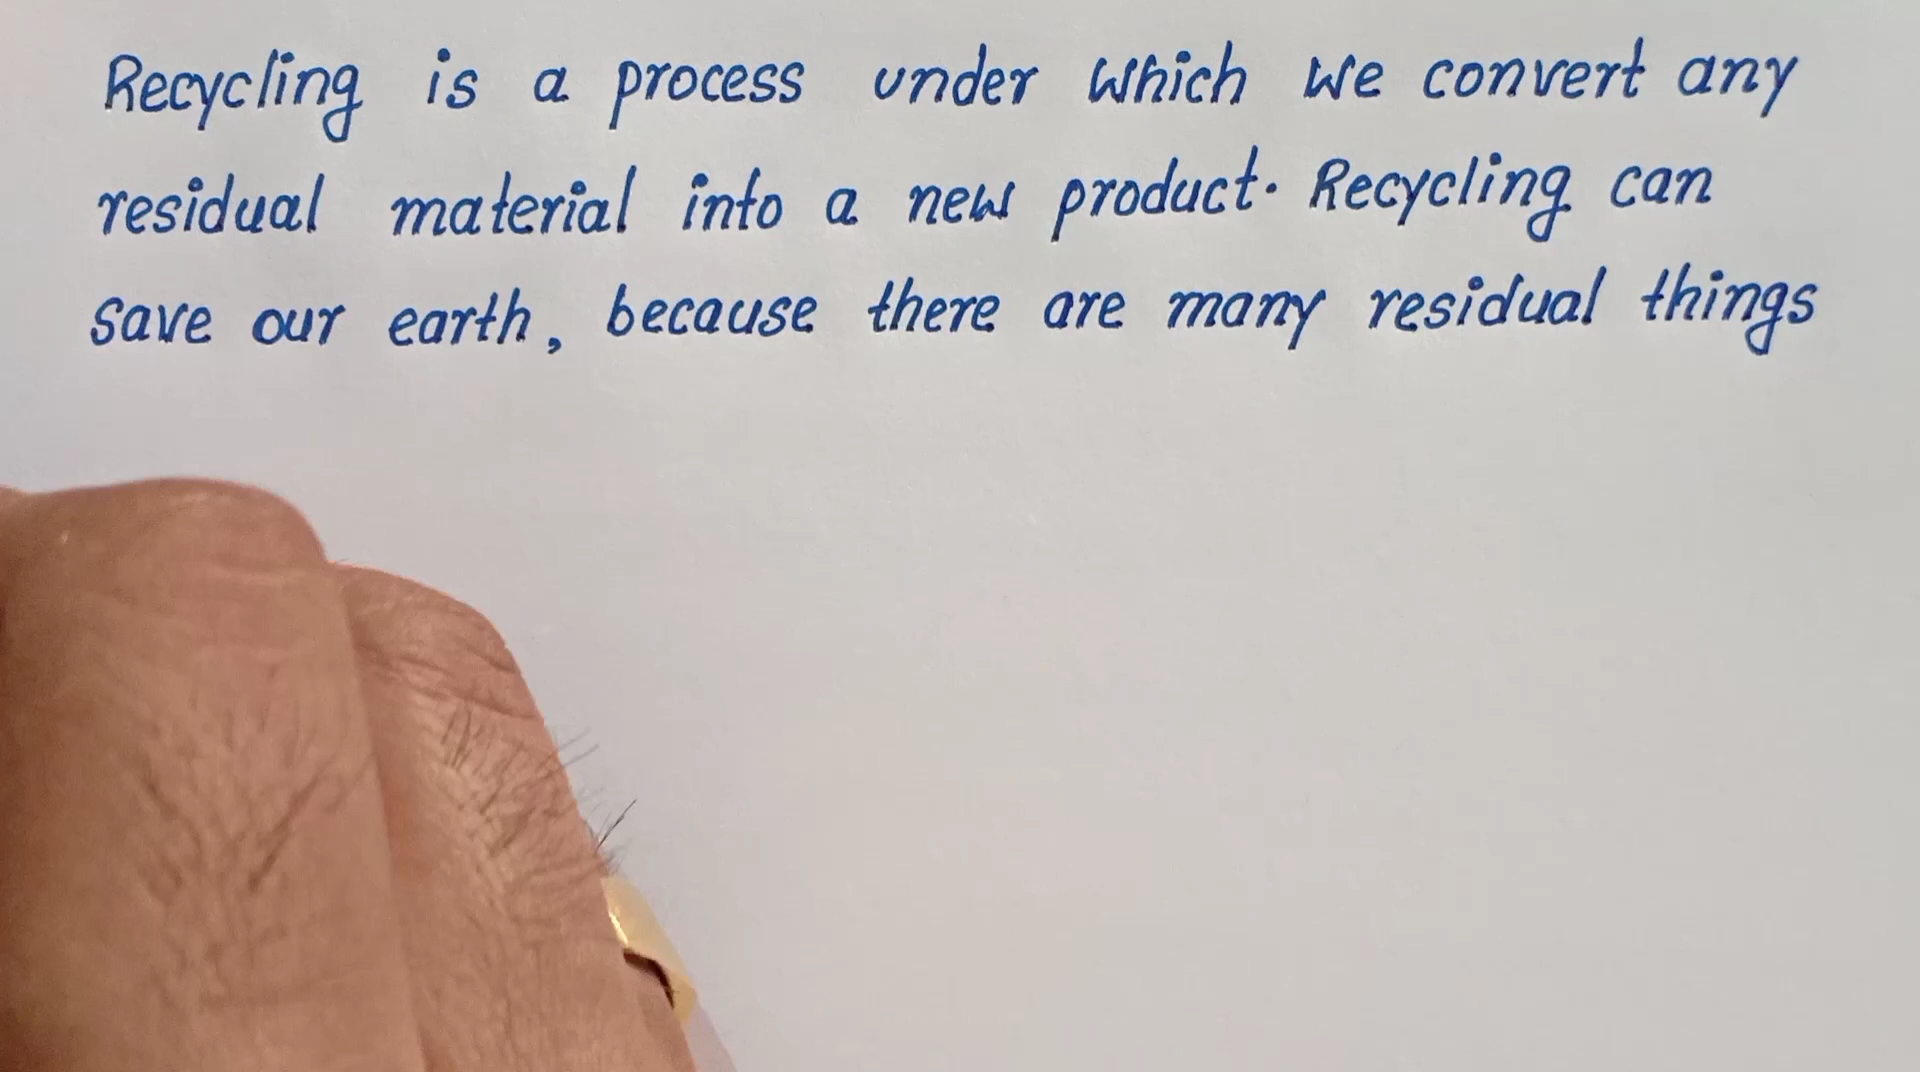 Recycling is a process under which we convert any
residual material into a new product. Recycling can
save our earth, because there are many residual things